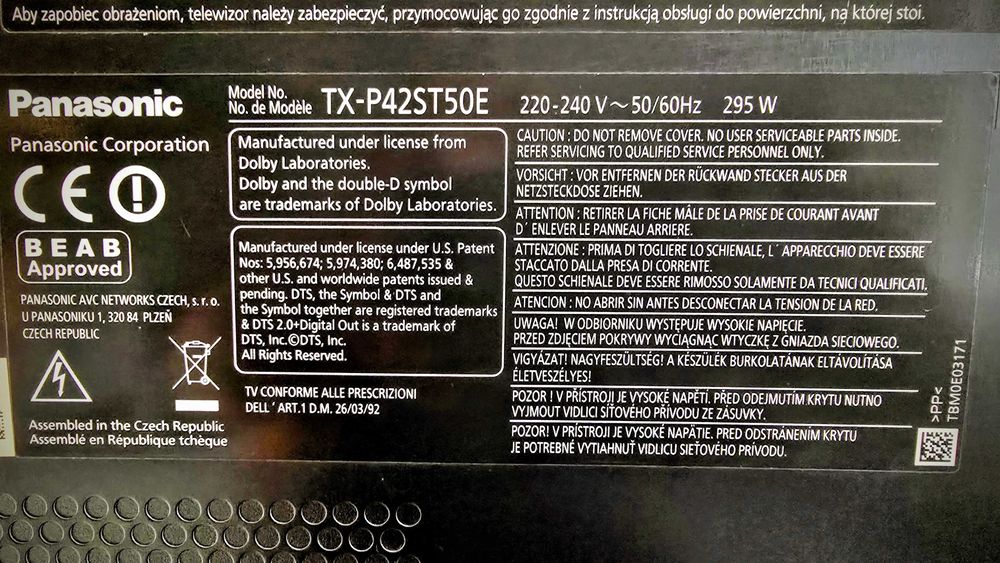 Aby zapobiec obrażeniom, telewizor należy zabezpieczyć, przymocowując go zgodnie z instrukcją obsługi do powierzchni, na której stoi.
Panasonic
Model No.
No. de Modèle
TX-P42ST50E
220-240 V~50/60Hz
295 W
Panasonic Corporation
CE
BEAB
Approved
PANASONIC AVC NETWORKS CZECH, s. r. o.
U PANASONIKU 1, 320 84 PLZEŇ
CZECH REPUBLIC
Assembled in the Czech Republic
Assemblé en République tchèque
Manufactured under license from
Dolby Laboratories.
Dolby and the double-D symbol
are trademarks of Dolby Laboratories.
Manufactured under license under U.S. Patent
Nos: 5,956,674; 5,974,380; 6,487,535 &
other U.S. and worldwide patents issued &
pending. DTS, the Symbol & DTS and
the Symbol together are registered trademarks
& DTS 2.0+Digital Out is a trademark of
DTS, Inc.©DTS, Inc.
All Rights Reserved.
TV CONFORME ALLE PRESCRIZIONI
DELL´ART.1 D.M. 26/03/92
CAUTION : DO NOT REMOVE COVER. NO USER SERVICEABLE PARTS INSIDE.
REFER SERVICING TO QUALIFIED SERVICE PERSONNEL ONLY.
VORSICHT : VOR ENTFERNEN DER RÜCKWAND STECKER AUS DER
NETZSTECKDOSE ZIEHEN.
ATTENTION : RETIRER LA FICHE MÂLE DE LA PRISE DE COURANT AVANT
D´ ENLEVER LE PANNEAU ARRIERE.
ATTENZIONE : PRIMA DI TOGLIERE LO SCHIENALE, L´ APPARECCHIO DEVE ESSERE
STACCATO DALLA PRESA DI CORRENTE.
QUESTO SCHIENALE DEVE ESSERE RIMOSSO SOLAMENTE DA TECNICI QUALIFICATI.
ATENCION : NO ABRIR SIN ANTES DESCONECTAR LA TENSION DE LA RED.
UWAGA! W ODBIORNIKU WYSTĘPUJE WYSOKIE NAPIĘCIE.
PRZED ZDJĘCIEM POKRYWY WYCIĄGNĄĆ WTYCZKĘ Z GNIAZDA SIECIOWEGO.
VIGYÁZAT! NAGYFESZÜLTSÉG! A KÉSZÜLÉK BURKOLATÁNAK ELTÁVOLÍTÁSA
ÉLETVESZÉLYES!
POZOR ! V PŘÍSTROJI JE VYSOKÉ NAPĚTÍ. PŘED ODEJMUTÍM KRYTU NUTNO
VYJMOUT VIDLICI SÍŤOVÉHO PŘÍVODU ZE ZÁSUVKY.
POZOR! V PRÍSTROJI JE VYSOKÉ NAPÄTIE. PRED ODSTRÁNENÍM KRYTU
JE POTREBNÉ VYTIAHNUŤ VIDLICU SIEŤOVÉHO PRÍVODU.
>PP<
TBM0E03171